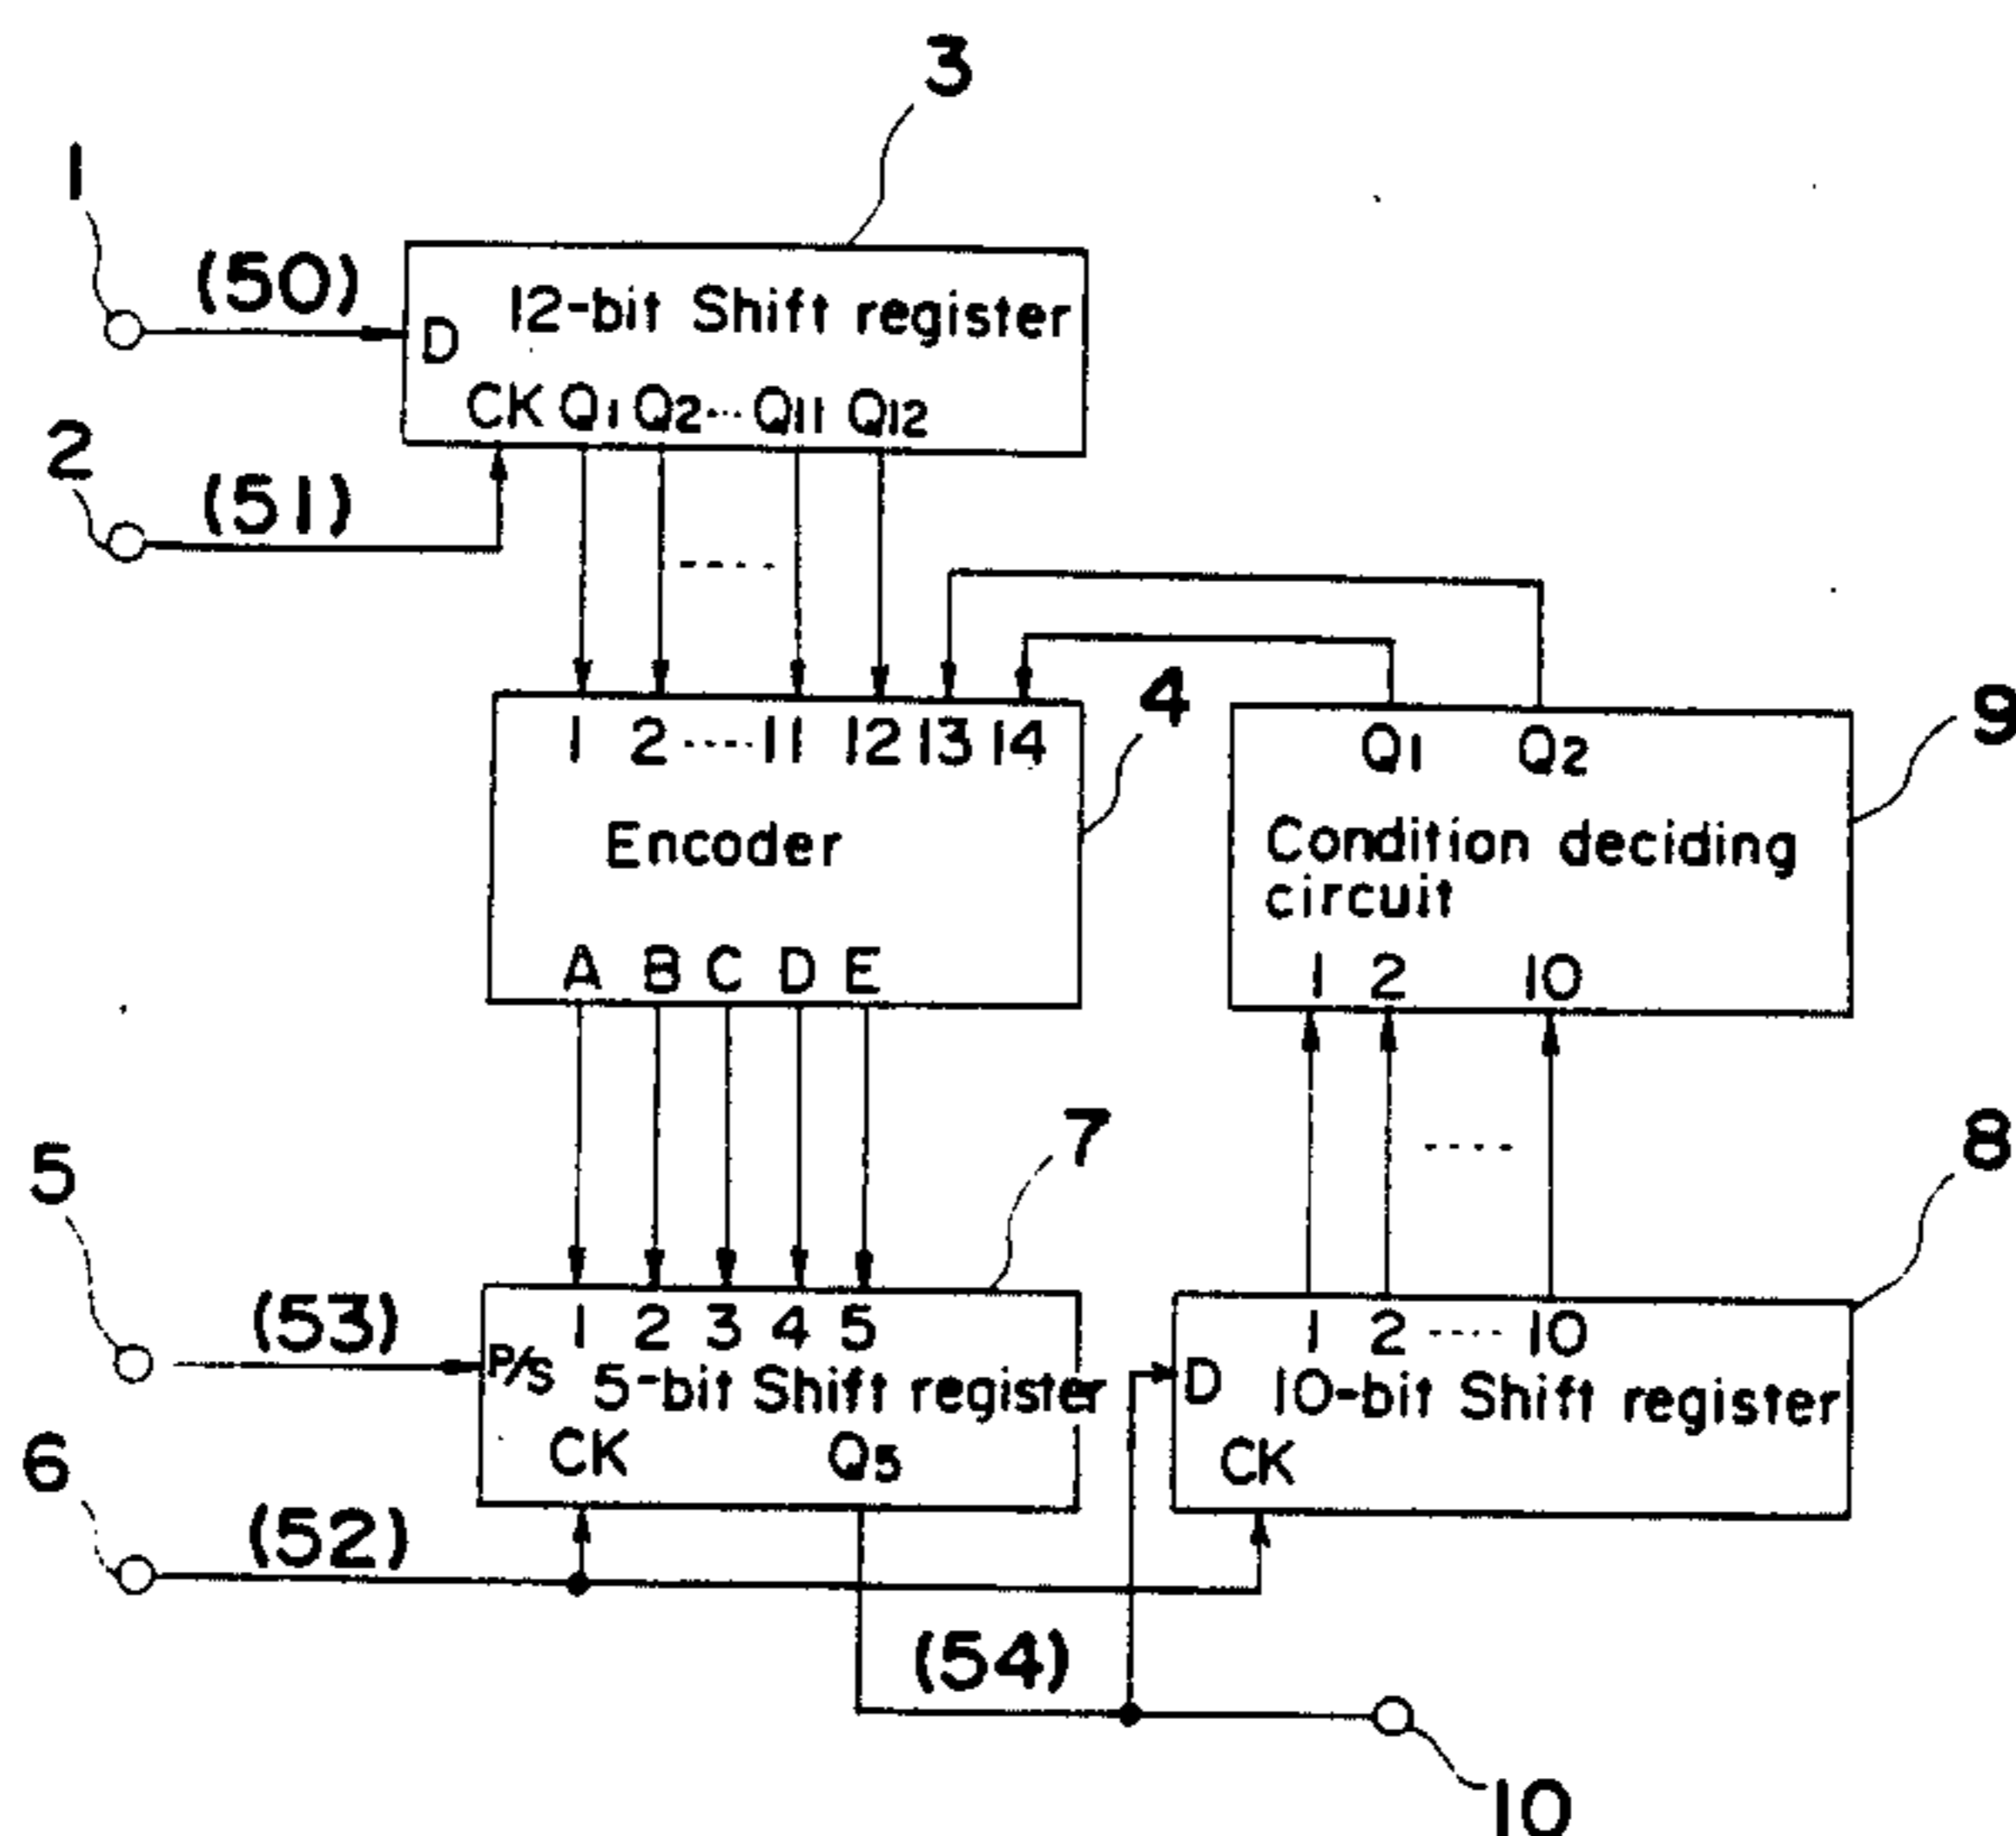 3
1
(50)
12-bit Shift register
D
CK Q1 Q2... Q11 Q12
2
(51)
4
9
1 2 ..... 11 12 13 14
Q1 Q2
Encoder
Condition deciding
circuit
A B C D E
1 2 10
7
8
5
(53)
1 2 3 4 5
1 2 ..... 10
P/S
5-bit Shift register
D
10-bit Shift register
CK Q5
CK
6
(52)
(54)
10